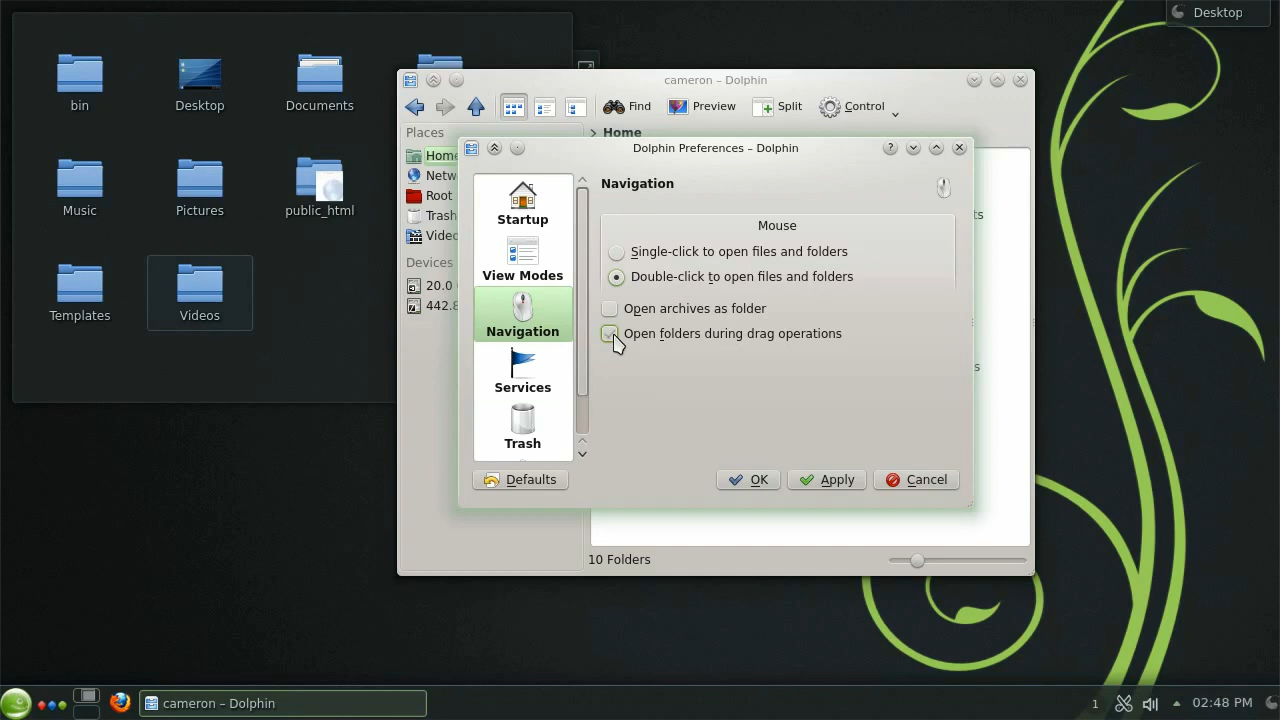 Desktop
bin
Desktop
Documents
Music
Pictures
public_html
Templates
Videos
cameron – Dolphin
Find
Preview
Split
Control
Places
> Home
Home
Root
Trash
Devices
20.0
442.8
10 Folders
Dolphin Preferences – Dolphin
Startup
View Modes
Navigation
Services
Trash
Navigation
Mouse
Single-click to open files and folders
Double-click to open files and folders
Open archives as folder
Open folders during drag operations
Defaults
OK
Apply
Cancel
cameron – Dolphin
1
02:48 PM